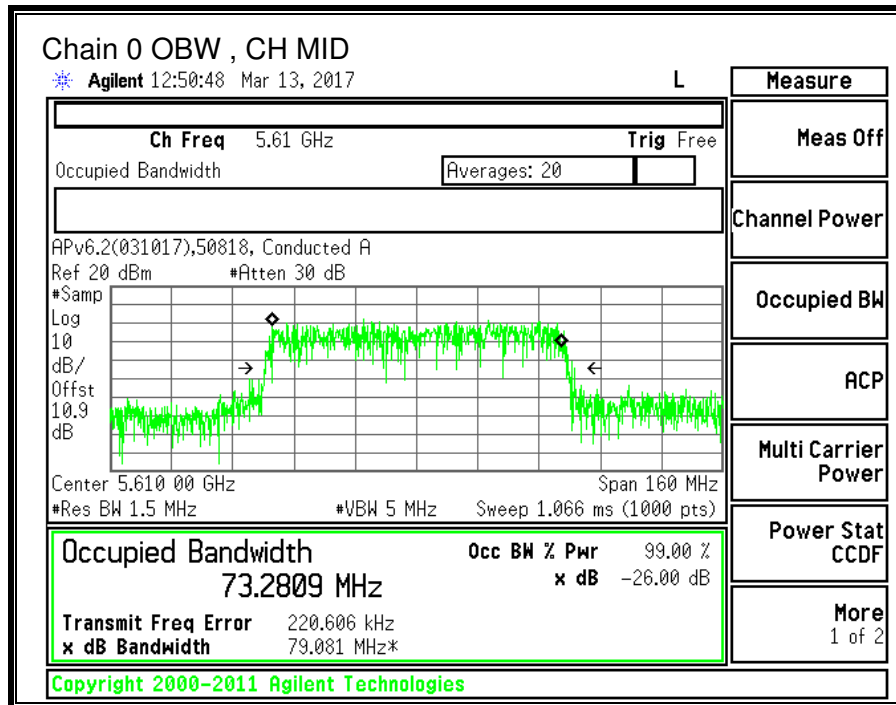 Chain 0 OBW , CH MID
Agilent 12:50:48 Mar 13, 2017 L
Measure
Ch Freq 5.61 GHz Trig Free
Meas Off
Occupied Bandwidth Averages: 20
Channel Power
APv6.2(031017),50818, Conducted A
Ref 20 dBm #Atten 30 dB
#Samp
Log
10
dB/
Offst
10.9
dB
Occupied BW
ACP
Multi Carrier
Power
Center 5.610 00 GHz Span 160 MHz
#Res BW 1.5 MHz #VBW 5 MHz Sweep 1.066 ms (1000 pts)
Occupied Bandwidth
73.2809 MHz
Occ BW % Pwr 99.00 %
x dB -26.00 dB
Transmit Freq Error 220.606 kHz
x dB Bandwidth 79.081 MHz*
Power Stat
CCDF
More
1 of 2
Copyright 2000-2011 Agilent Technologies